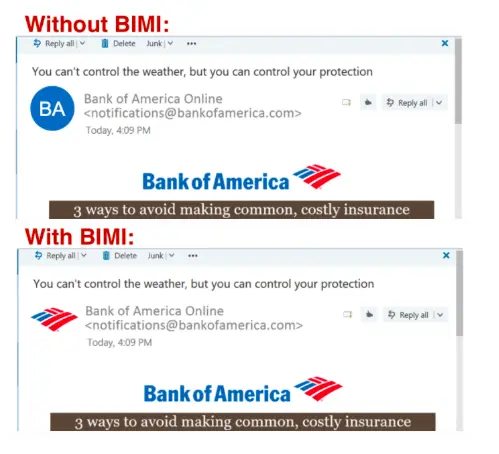 Without BIMI:
Reply all | Delete Junk | ...
You can't control the weather, but you can control your protection
BA
Bank of America Online
<notifications@bankofamerica.com>
Reply all |
Today, 4:09 PM
Bank of America
3 ways to avoid making common, costly insurance
With BIMI:
Reply all | Delete Junk | ...
You can't control the weather, but you can control your protection
Bank of America Online
<notifications@bankofamerica.com>
Reply all |
Today, 4:09 PM
Bank of America
3 ways to avoid making common, costly insurance